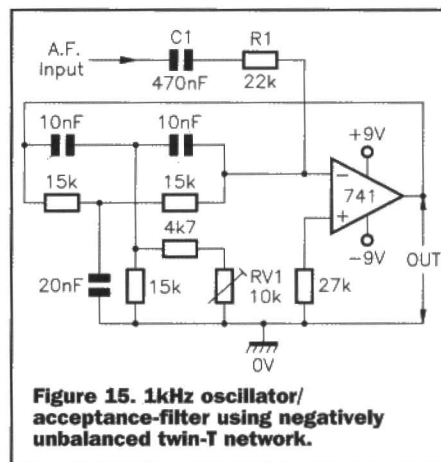 A.F.
Input
C1
470nF
R1
22k
10nF
10nF
+9V
15k
15k
−
741
+
4k7
−9V
OUT
20nF
15k
RV1
10k
27k
0V
Figure 15. 1kHz oscillator/
acceptance-filter using negatively
unbalanced twin-T network.